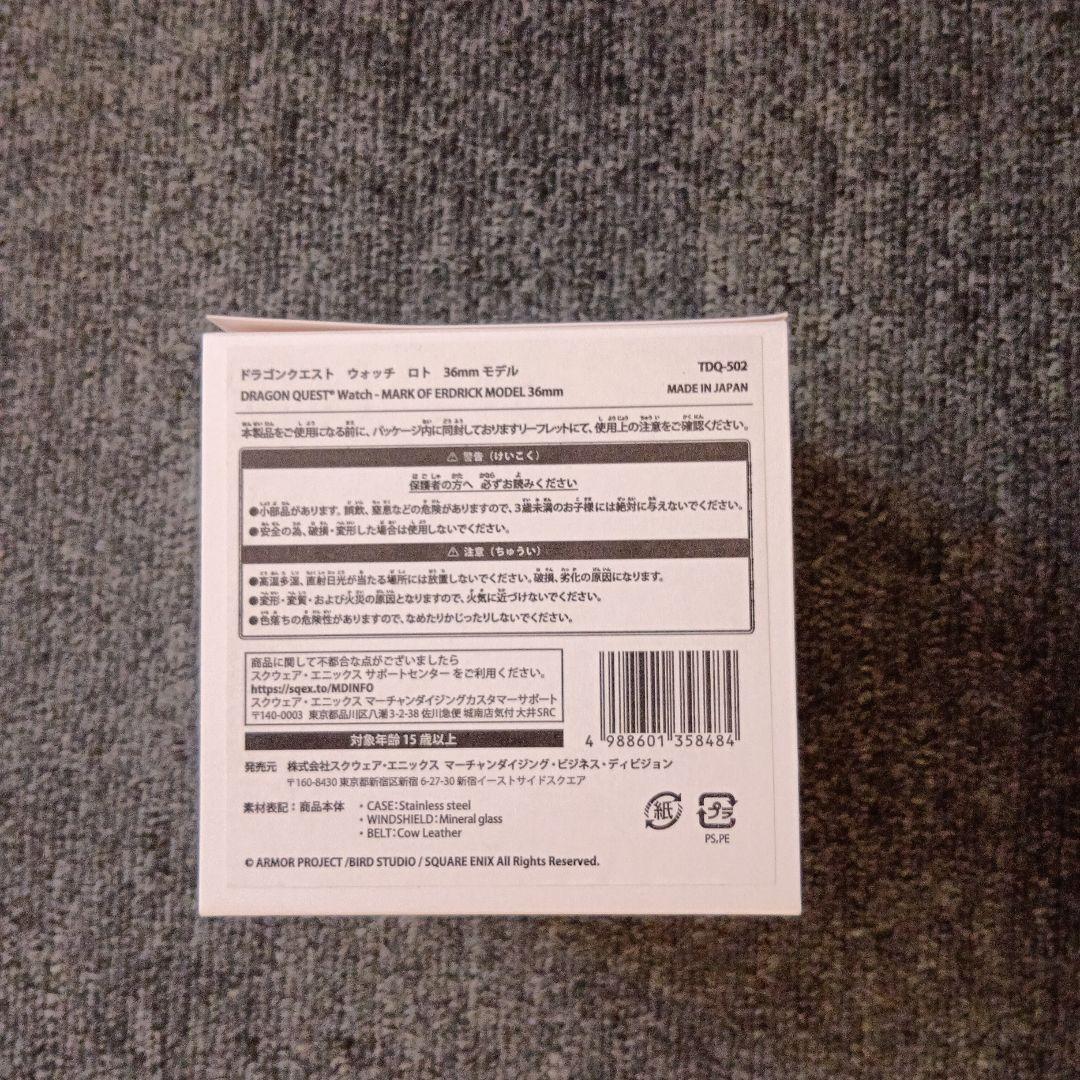 ドラゴンクエスト ウォッチ ロト 36mm モデル
TDQ-502
DRAGON QUEST® Watch - MARK OF ERDRICK MODEL 36mm
MADE IN JAPAN
本製品をご使用になる前に、パッケージ内に同封しておりますリーフレットにて、使用上の注意をご確認ください。
⚠ 警告（けいこく）
保護者の方へ 必ずお読みください
●小部品があります。誤飲、窒息などの危険がありますので、3歳未満のお子様には絶対に与えないでください。
●安全の為、破損・変形した場合は使用しないでください。
⚠ 注意（ちゅうい）
●高温多湿、直射日光が当たる場所には放置しないでください。破損、劣化の原因になります。
●変形・変質・および火災の原因となりますので、火気に近づけないでください。
●色落ちの危険性がありますので、なめたりかじったりしないでください。
商品に関して不都合な点がございましたら
スクウェア・エニックス サポートセンター をご利用ください。
https://sqex.to/MDINFO
スクウェア・エニックス マーチャンダイジングカスタマーサポート
〒140-0003 東京都品川区八潮 3-2-38 佐川急便 城南店気付 大井 SRC
対象年齢 15 歳以上
4 988601 358484
発売元 株式会社スクウェア・エニックス マーチャンダイジング・ビジネス・ディビジョン
〒160-8430 東京都新宿区新宿 6-27-30 新宿イーストサイドスクエア
素材表記：商品本体 ・CASE：Stainless steel
・WINDSHIELD：Mineral glass
・BELT：Cow Leather
紙
プラ
PS,PE
© ARMOR PROJECT /BIRD STUDIO / SQUARE ENIX All Rights Reserved.